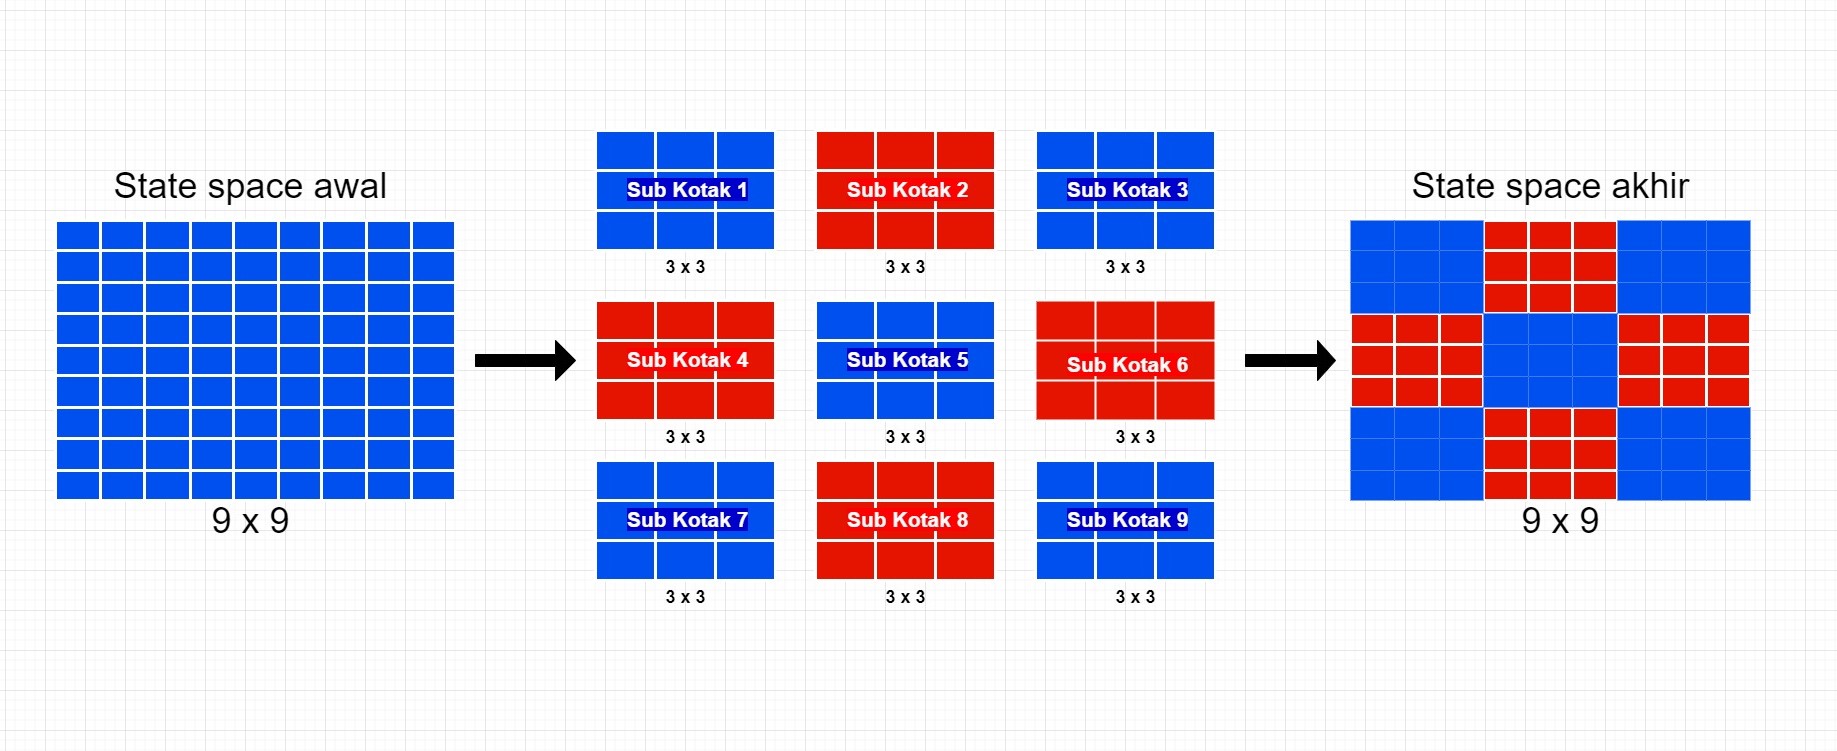 State space awal
9 x 9
Sub Kotak 1
3 x 3
Sub Kotak 2
3 x 3
Sub Kotak 3
3 x 3
Sub Kotak 4
3 x 3
Sub Kotak 5
3 x 3
Sub Kotak 6
3 x 3
Sub Kotak 7
3 x 3
Sub Kotak 8
3 x 3
Sub Kotak 9
3 x 3
State space akhir
9 x 9